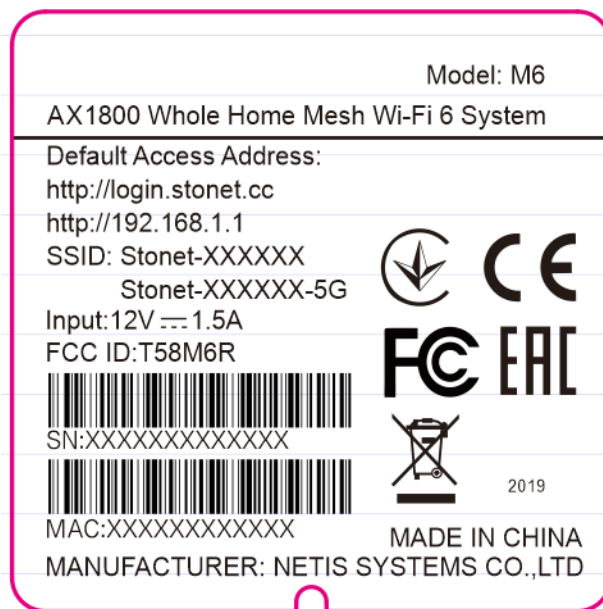 Model: M6
AX1800 Whole Home Mesh Wi-Fi 6 System
Default Access Address:
http://login.stonet.cc
http://192.168.1.1
SSID: Stonet-XXXXXX
Stonet-XXXXXX-5G
Input:12V⎓1.5A
FCC ID:T58M6R
CE
FC EAC
SN:XXXXXXXXXXXXX
2019
MAC:XXXXXXXXXXXX
MADE IN CHINA
MANUFACTURER: NETIS SYSTEMS CO.,LTD